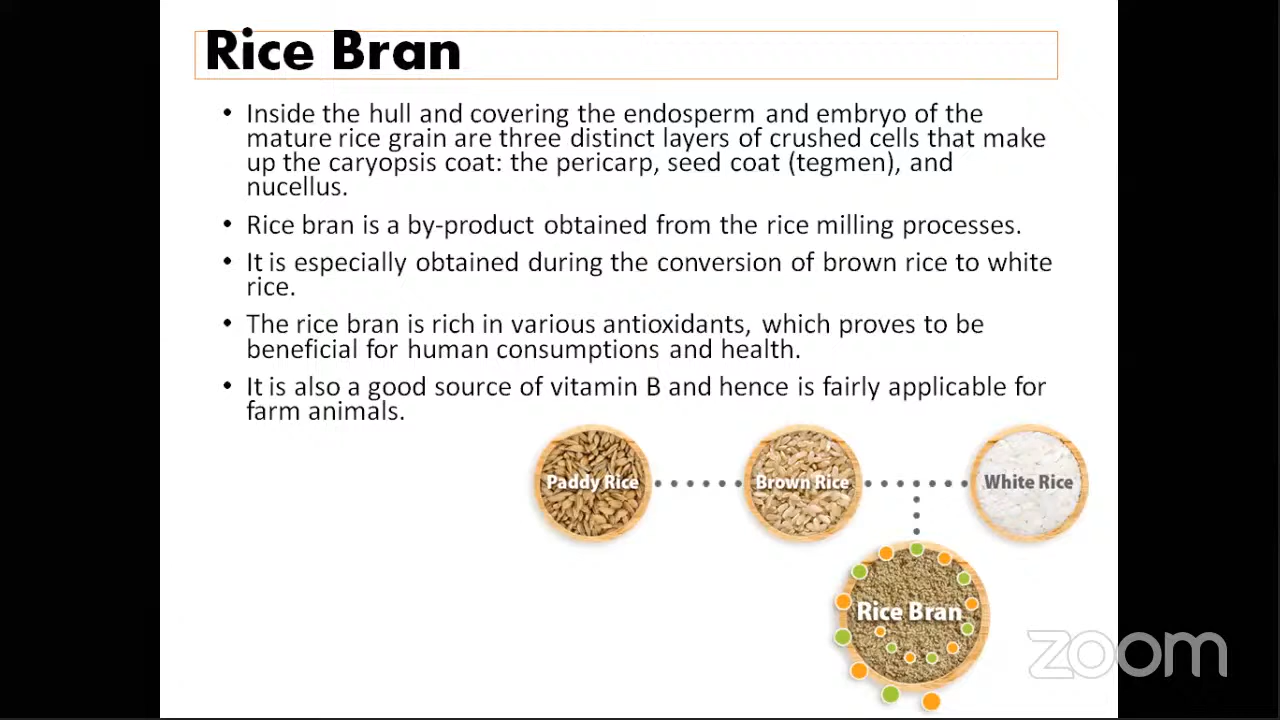 Rice Bran
• Inside the hull and covering the endosperm and embryo of the
mature rice grain are three distinct layers of crushed cells that make
up the caryopsis coat: the pericarp, seed coat (tegmen), and
nucellus.
• Rice bran is a by-product obtained from the rice milling processes.
• It is especially obtained during the conversion of brown rice to white
rice.
• The rice bran is rich in various antioxidants, which proves to be
beneficial for human consumptions and health.
• It is also a good source of vitamin B and hence is fairly applicable for
farm animals.
Paddy Rice
Brown Rice
White Rice
Rice Bran
zoom